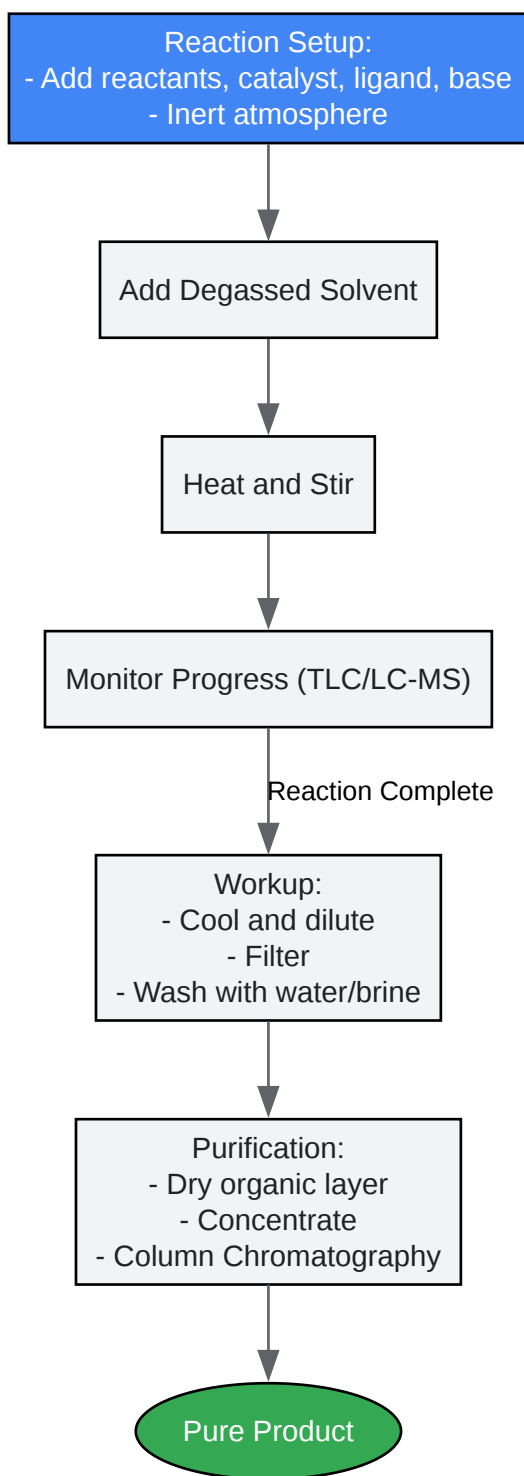 Reaction Setup:
- Add reactants, catalyst, ligand, base
- Inert atmosphere
Add Degassed Solvent
Heat and Stir
Monitor Progress (TLC/LC-MS)
Reaction Complete
Workup:
- Cool and dilute
- Filter
- Wash with water/brine
Purification:
- Dry organic layer
- Concentrate
- Column Chromatography
Pure Product